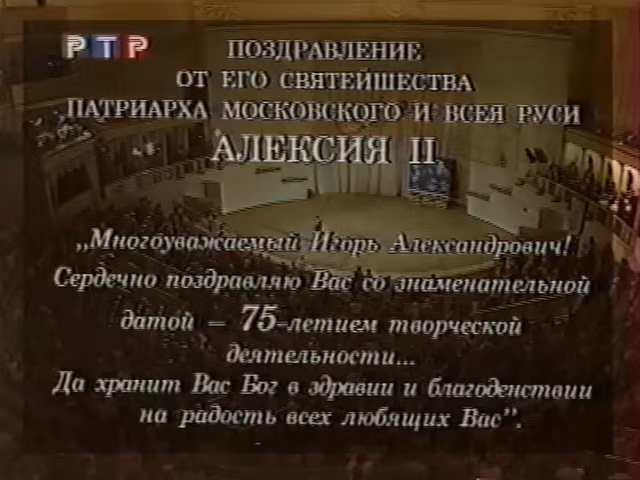 РТР
ПОЗДРАВЛЕНИЕ
ОТ ЕГО СВЯТЕЙШЕСТВА
ПАТРИАРХА МОСКОВСКОГО И ВСЕЯ РУСИ
АЛЕКСИЯ II
„Многоуважаемый Игорь Александрович!
Сердечно поздравляю Вас со знаменательной
датой – 75-летием творческой
деятельности...
Да хранит Вас Бог в здравии и благоденствии
на радость всех любящих Вас”.